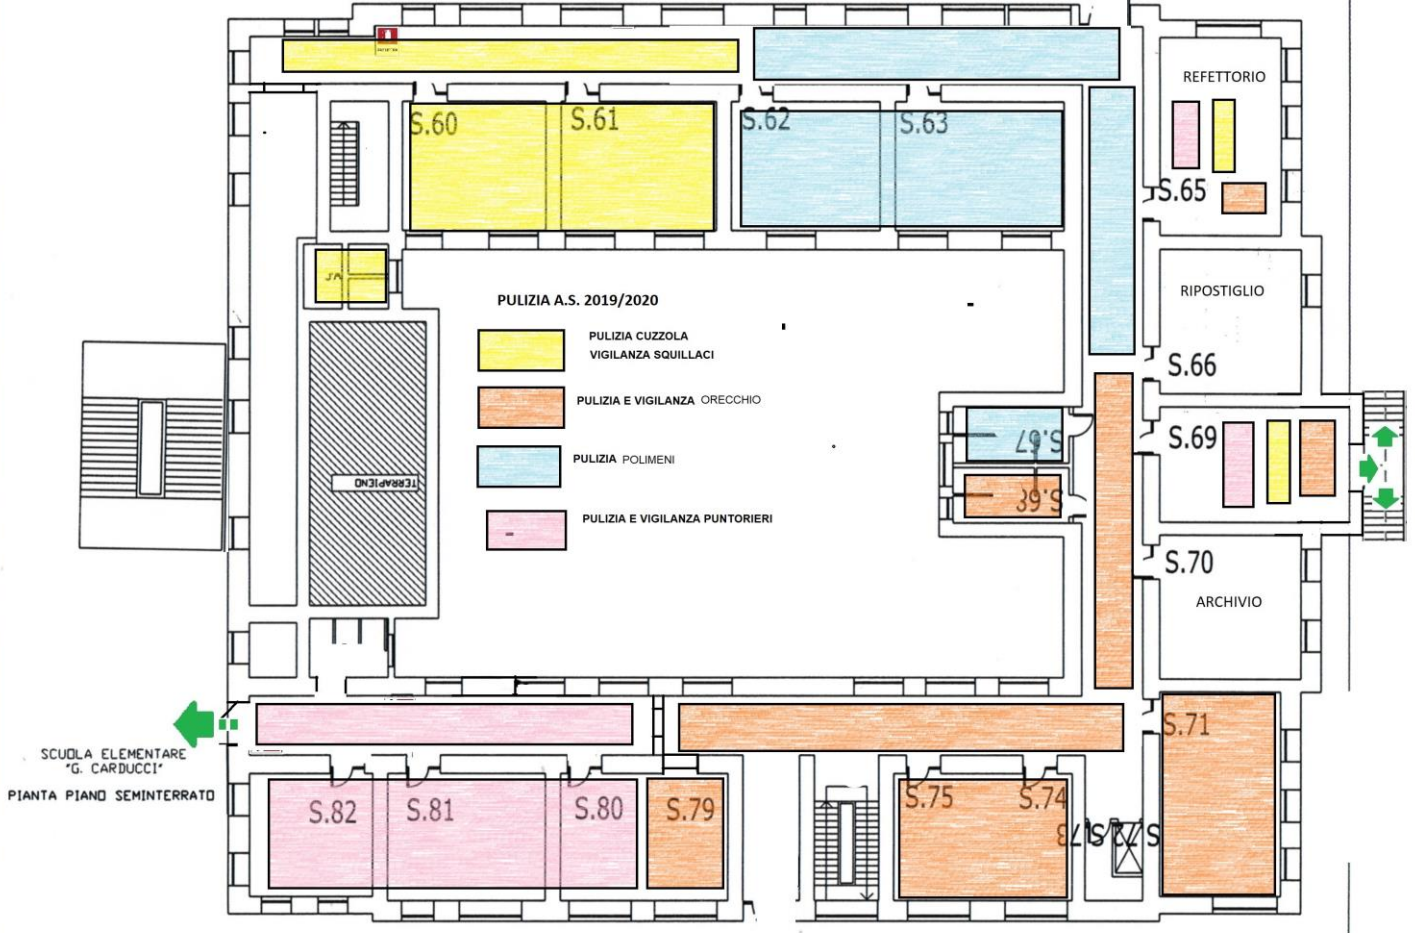 S.60
S.61
S.62
S.63
REFETTORIO
S.65
RIPOSTIGLIO
S.66
PULIZIA A.S. 2019/2020
PULIZIA CUZZOLA
VIGILANZA SQUILLACI
PULIZIA E VIGILANZA ORECCHIO
PULIZIA POLIMENI
PULIZIA E VIGILANZA PUNTORIERI
TERRAPIENO
S.67
S.68
S.69
S.70
ARCHIVIO
S.71
SCUOLA ELEMENTARE
"G. CARDUCCI"
PIANTA PIANO SEMINTERRATO
S.82
S.81
S.80
S.79
S.75
S.74
S.73
S.72